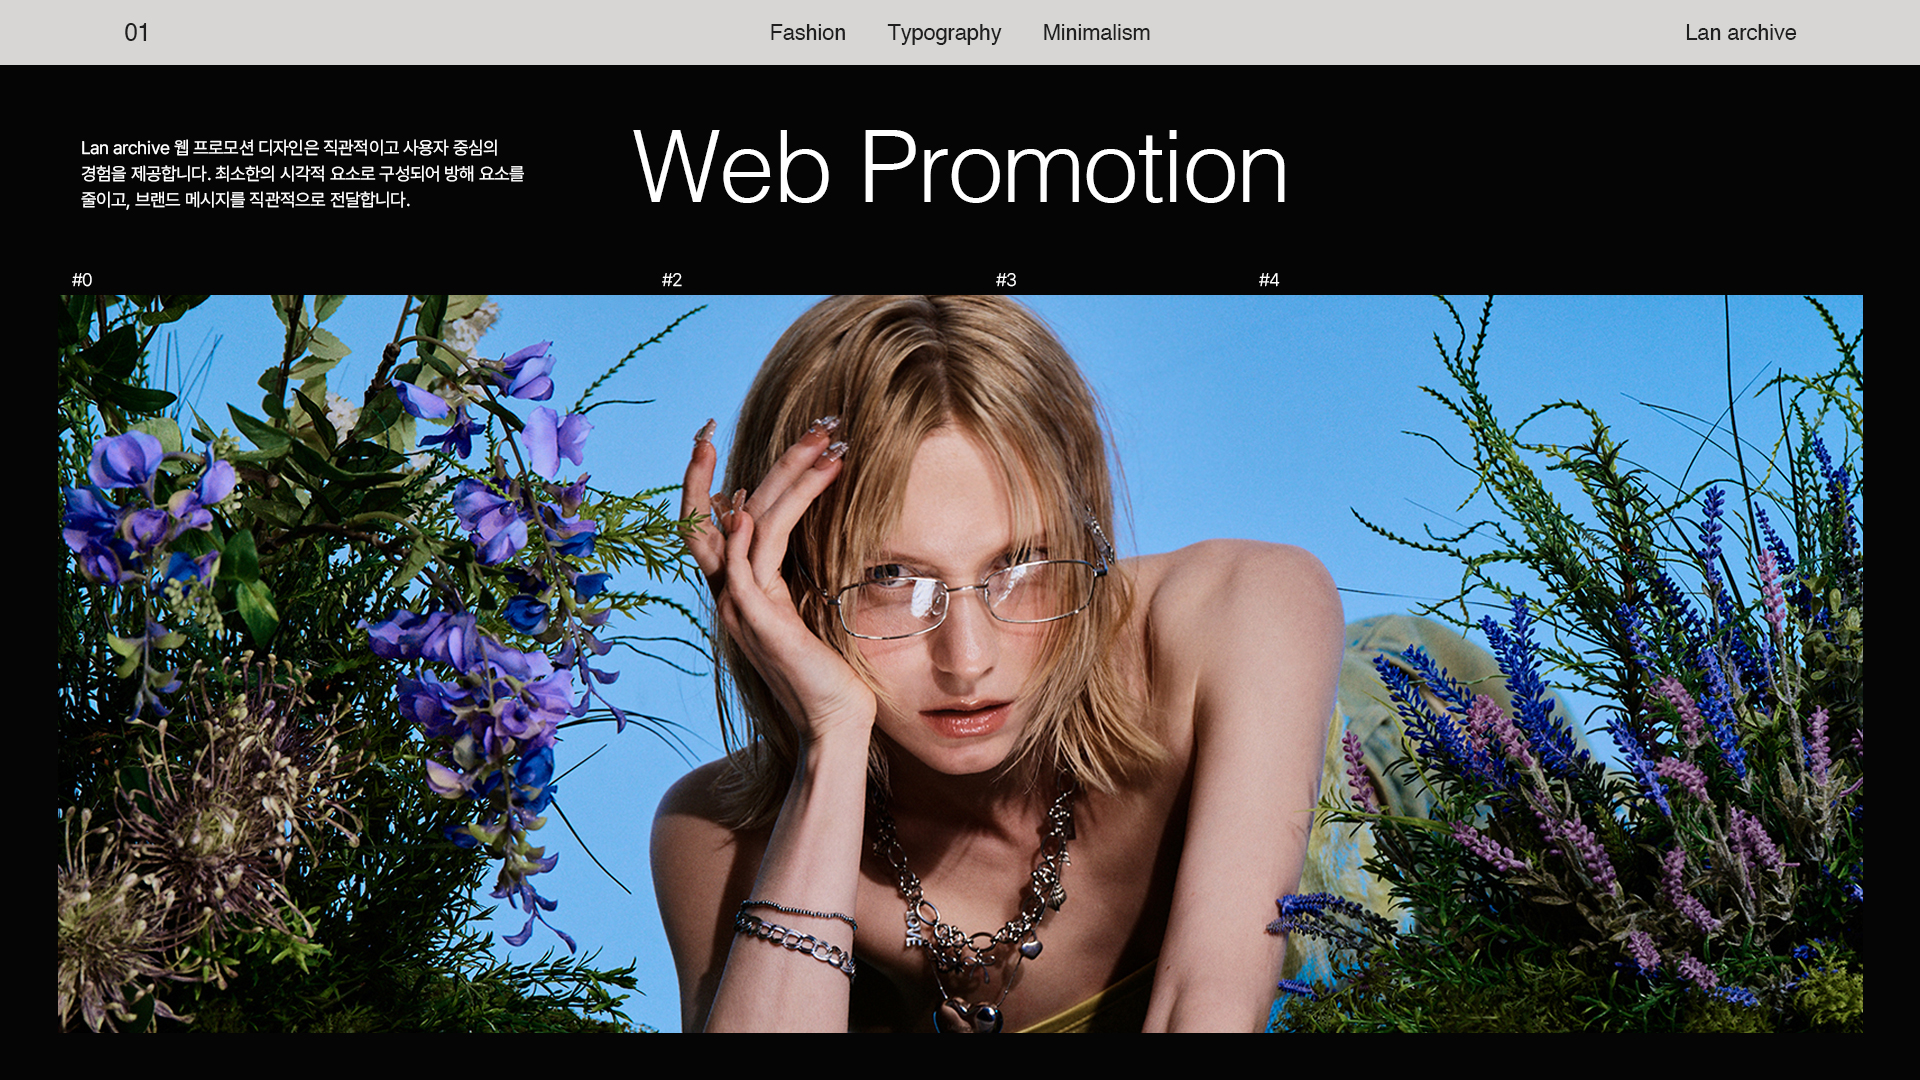 01
Fashion Typography Minimalism
Lan archive
Lan archive 웹 프로모션 디자인은 직관적이고 사용자 중심의
경험을 제공합니다. 최소한의 시각적 요소로 구성되어 방해 요소를
줄이고, 브랜드 메시지를 직관적으로 전달합니다.
Web Promotion
#0
#2
#3
#4
LOVE